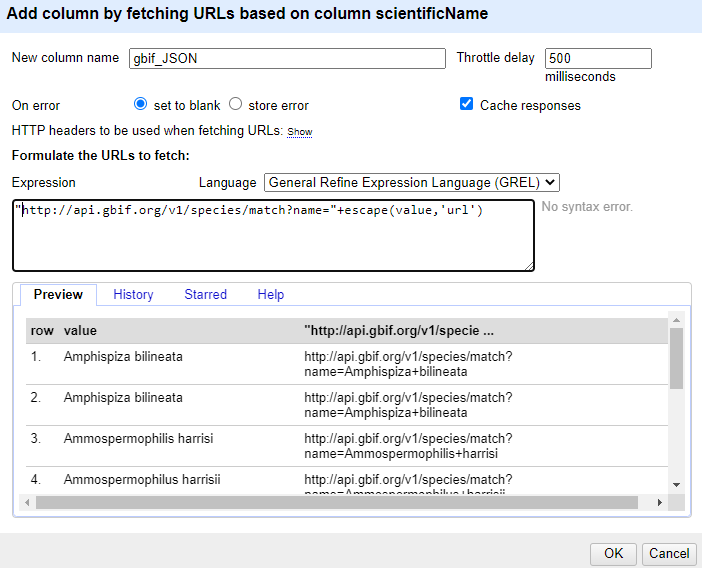 Add column by fetching URLs based on column scientificName
New column name gbif_JSON Throttle delay 500
milliseconds
On error set to blank store error Cache responses
HTTP headers to be used when fetching URLs: Show
Formulate the URLs to fetch:
Expression Language General Refine Expression Language (GREL)
"http://api.gbif.org/v1/species/match?name="+escape(value,'url') No syntax error.
Preview History Starred Help
row value "http://api.gbif.org/v1/specie ...
1. Amphispiza bilineata http://api.gbif.org/v1/species/match?
name=Amphispiza+bilineata
2. Amphispiza bilineata http://api.gbif.org/v1/species/match?
name=Amphispiza+bilineata
3. Ammospermophilis harrisi http://api.gbif.org/v1/species/match?
name=Ammospermophilis+harrisi
4. Ammospermophilus harrisii http://api.gbif.org/v1/species/match?
name=Ammospermophilus+harrisii
OK Cancel